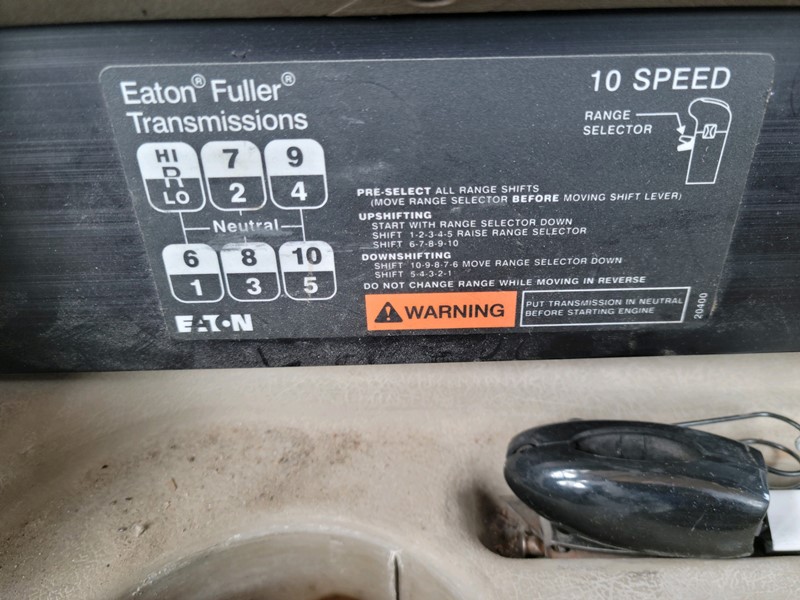 Eaton® Fuller®
Transmissions
10 SPEED
RANGE
SELECTOR
HI
R
LO
7
2
9
4
Neutral
6
1
8
3
10
5
EATON
PRE-SELECT ALL RANGE SHIFTS
(MOVE RANGE SELECTOR BEFORE MOVING SHIFT LEVER)
UPSHIFTING
START WITH RANGE SELECTOR DOWN
SHIFT 1-2-3-4-5 RAISE RANGE SELECTOR
SHIFT 6-7-8-9-10
DOWNSHIFTING
SHIFT 10-9-8-7-6 MOVE RANGE SELECTOR DOWN
SHIFT 5-4-3-2-1
DO NOT CHANGE RANGE WHILE MOVING IN REVERSE
WARNING
PUT TRANSMISSION IN NEUTRAL
BEFORE STARTING ENGINE
20400